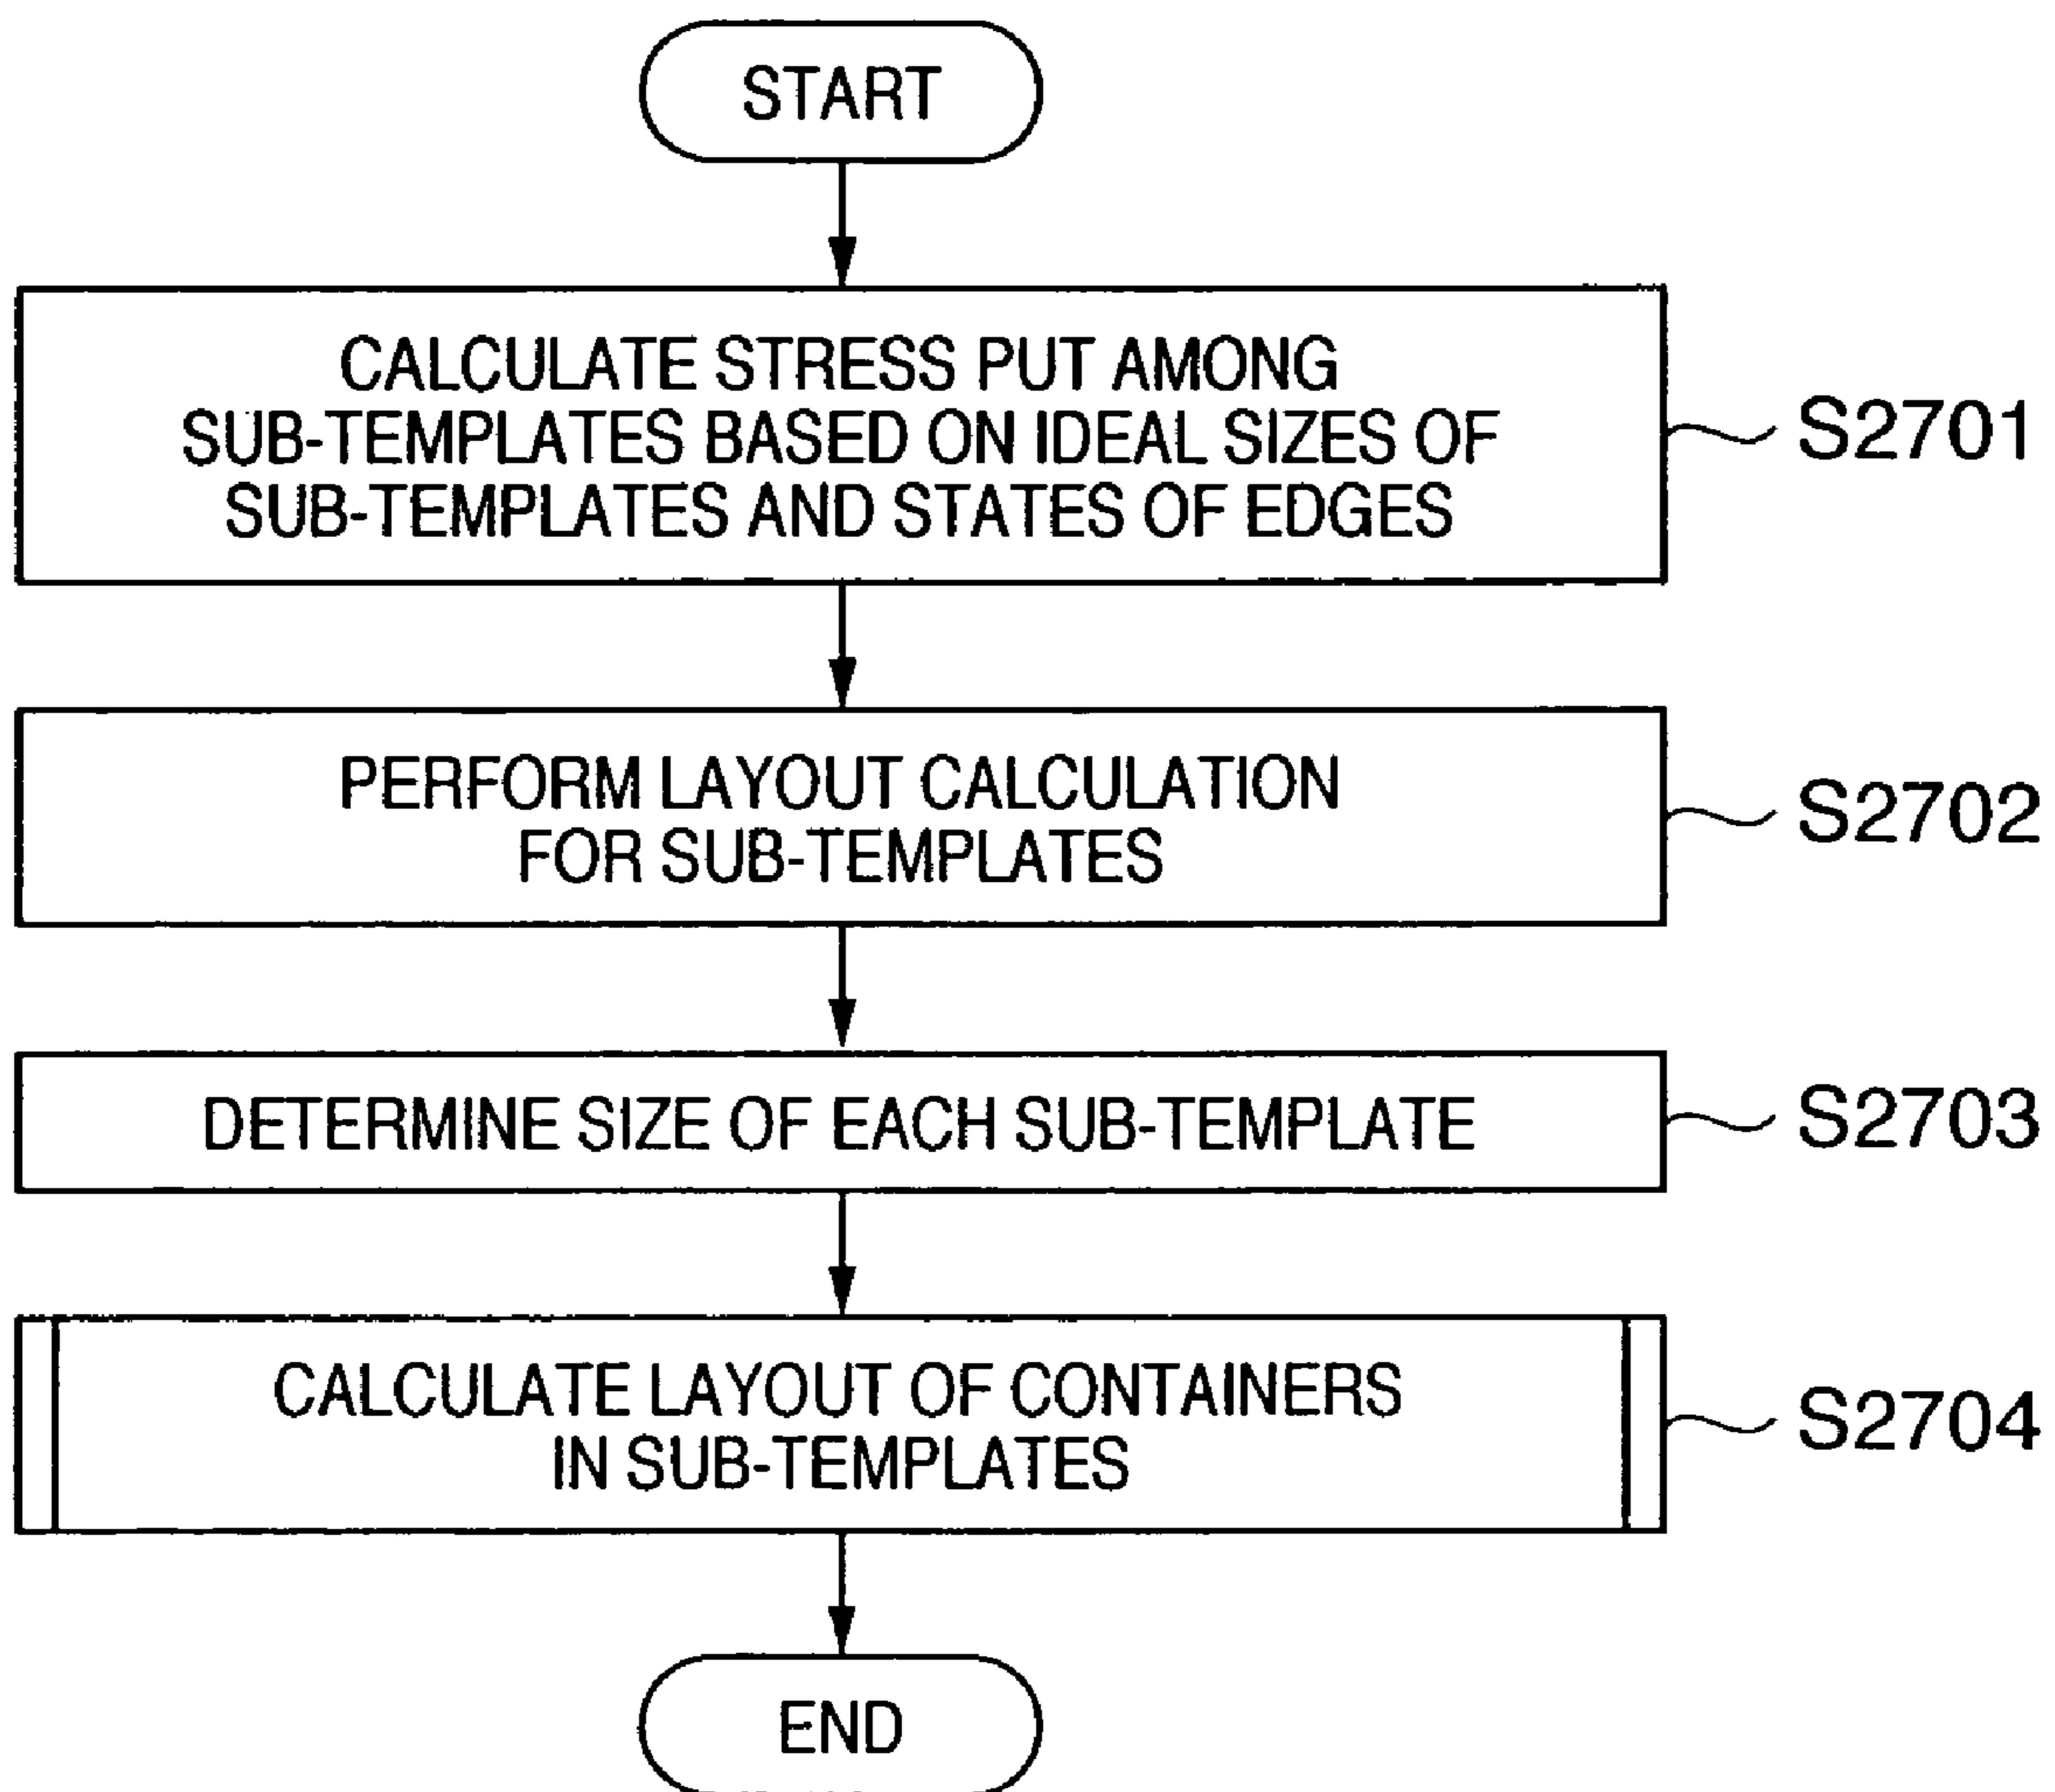 START
CALCULATE STRESS PUT AMONG
SUB-TEMPLATES BASED ON IDEAL SIZES OF
SUB-TEMPLATES AND STATES OF EDGES
S2701
PERFORM LAYOUT CALCULATION
FOR SUB-TEMPLATES
S2702
DETERMINE SIZE OF EACH SUB-TEMPLATE
S2703
CALCULATE LAYOUT OF CONTAINERS
IN SUB-TEMPLATES
S2704
END